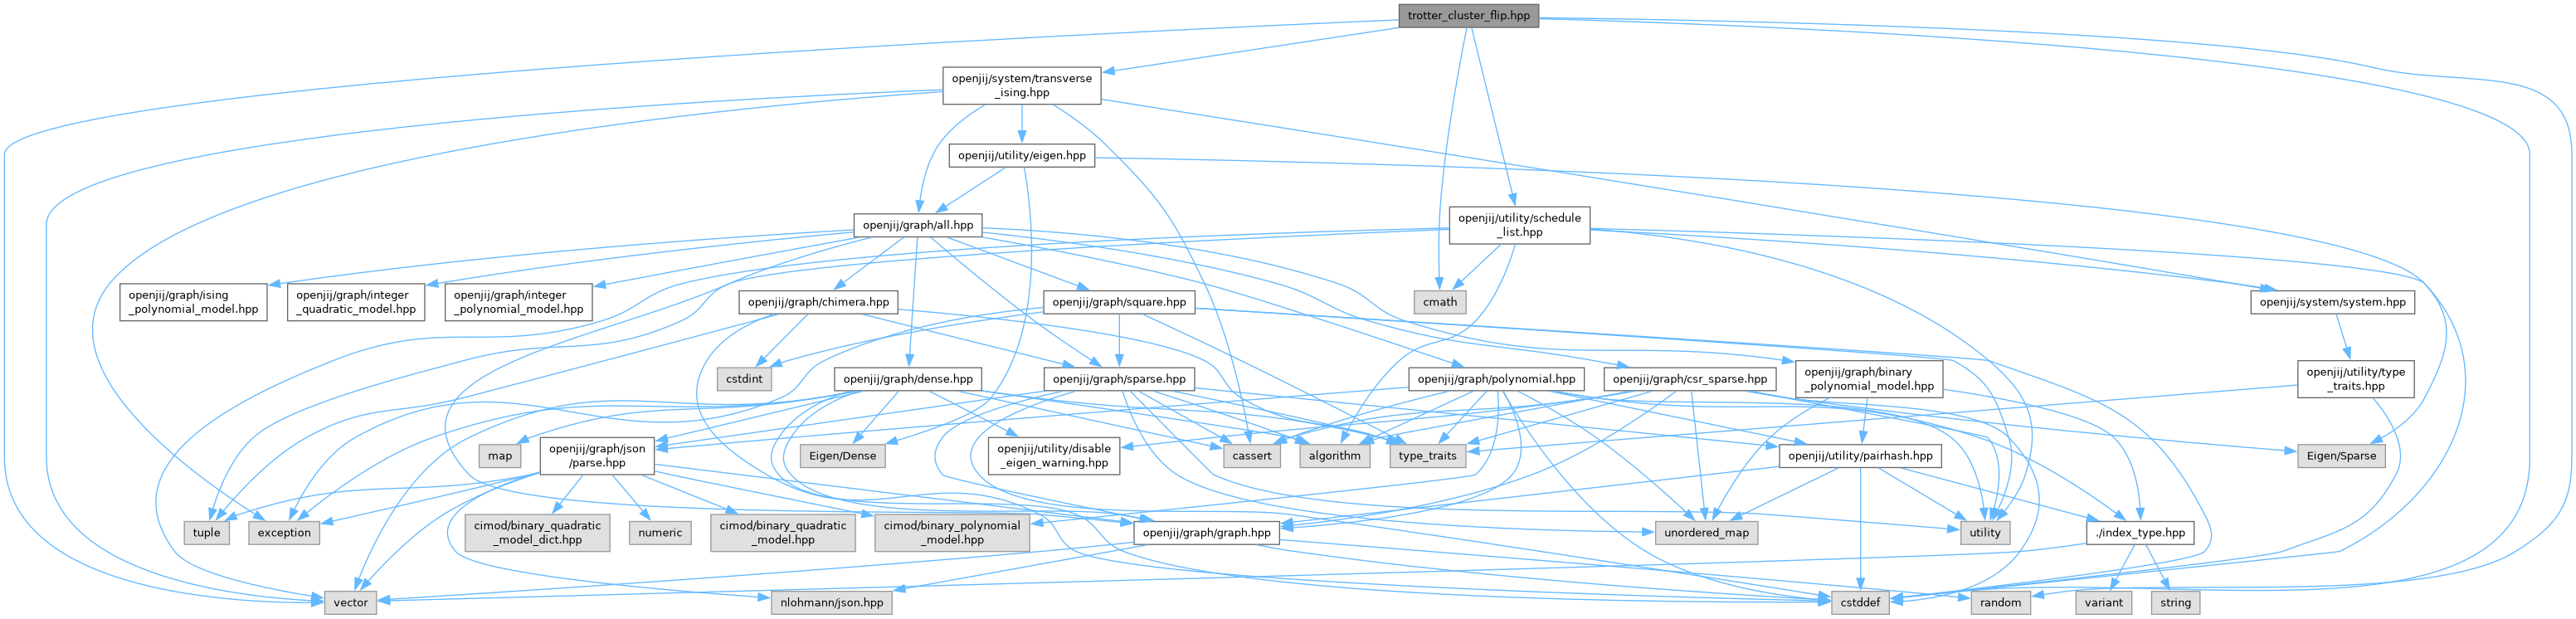 trotter_cluster_flip.hpp
openjij/system/transverse
_ising.hpp
openjij/utility/eigen.hpp
openjij/graph/all.hpp
openjij/utility/schedule
_list.hpp
openjij/graph/ising
_polynomial_model.hpp
openjij/graph/integer
_quadratic_model.hpp
openjij/graph/integer
_polynomial_model.hpp
openjij/graph/chimera.hpp
openjij/graph/square.hpp
cmath
openjij/system/system.hpp
cstdint
openjij/graph/dense.hpp
openjij/graph/sparse.hpp
openjij/graph/polynomial.hpp
openjij/graph/csr_sparse.hpp
openjij/graph/binary
_polynomial_model.hpp
openjij/utility/type
_traits.hpp
map
openjij/graph/json
/parse.hpp
Eigen/Dense
openjij/utility/disable
_eigen_warning.hpp
cassert
algorithm
type_traits
openjij/utility/pairhash.hpp
Eigen/Sparse
tuple
exception
cimod/binary_quadratic
_model_dict.hpp
numeric
cimod/binary_quadratic
_model.hpp
cimod/binary_polynomial
_model.hpp
openjij/graph/graph.hpp
unordered_map
utility
./index_type.hpp
vector
nlohmann/json.hpp
cstddef
random
variant
string